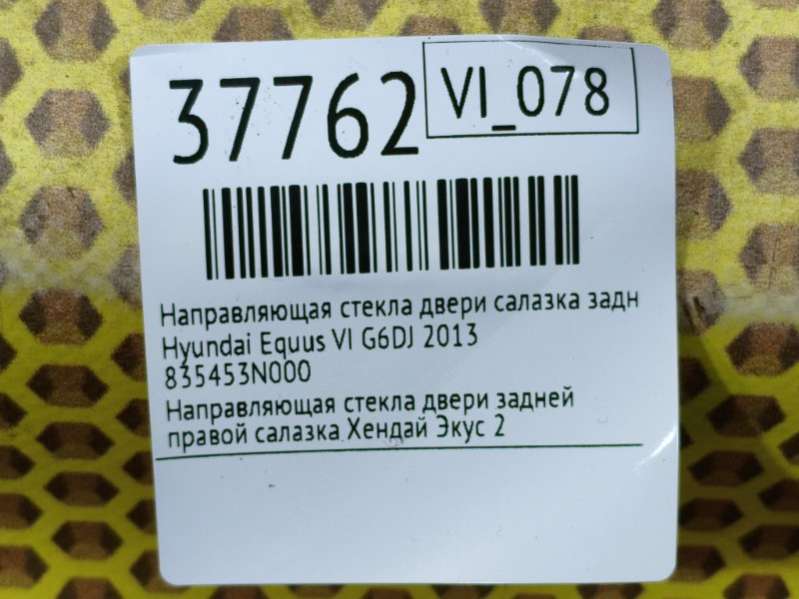 37762
VI_078
Направляющая стекла двери салазка задн
Hyundai Equus VI G6DJ 2013
835453N000
Направляющая стекла двери задней
правой салазка Хендай Экус 2